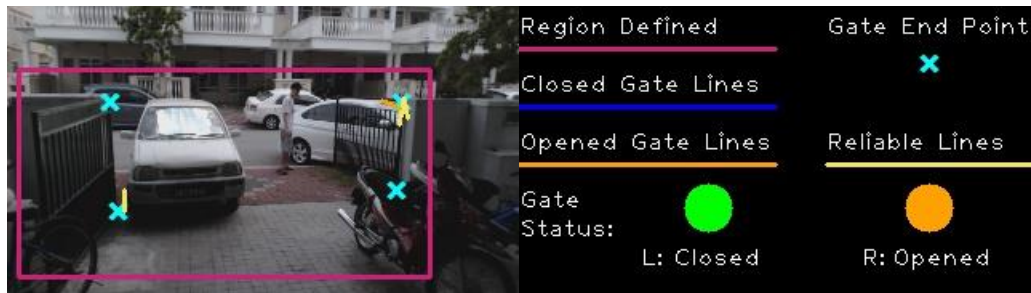 Region Defined
Gate End Point
Closed Gate Lines
Opened Gate Lines
Reliable Lines
Gate
Status:
L: Closed
R: Opened